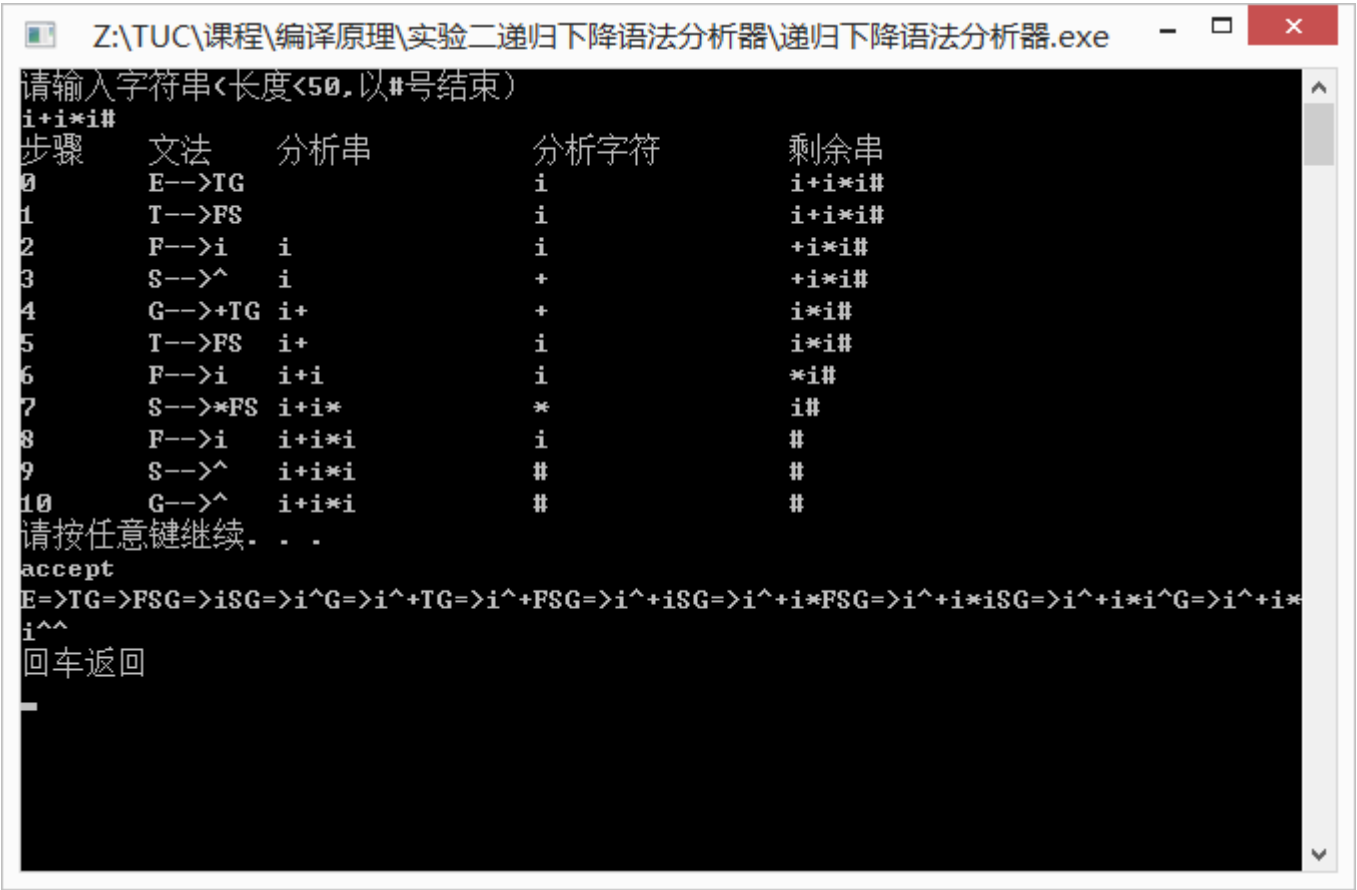 Z:\TUC\课程\编译原理\实验二递归下降语法分析器\递归下降语法分析器.exe
请输入字符串(长度<50,以#号结束)
i+i*i#
步骤 文法 分析串 分析字符 剩余串
0 E-->TG i i+i*i#
1 T-->FS i i+i*i#
2 F-->i i i +i*i#
3 S-->^ i + +i*i#
4 G-->+TG i+ + i*i#
5 T-->FS i+ i i*i#
6 F-->i i+i i *i#
7 S-->*FS i+i* * i#
8 F-->i i+i*i i #
9 S-->^ i+i*i # #
10 G-->^ i+i*i # #
请按任意键继续. . .
accept
E=>TG=>FSG=>iSG=>i^G=>i^+TG=>i^+FSG=>i^+iSG=>i^+i*FSG=>i^+i*iSG=>i^+i*i^G=>i^+i*
i^^
回车返回